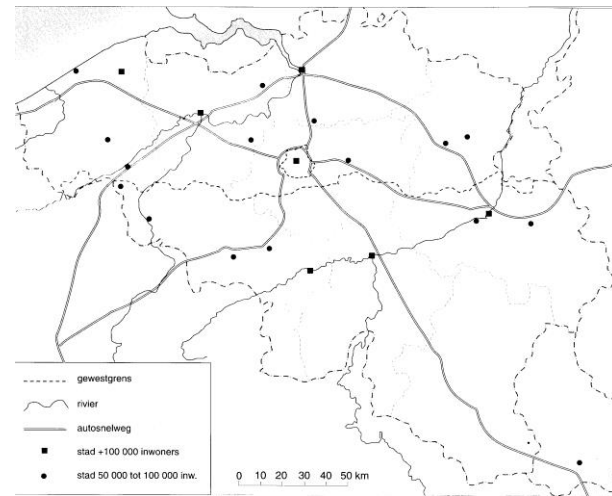 gewestgrens
rivier
autosnelweg
stad +100 000 inwoners
stad 50 000 tot 100 000 inw.
0 10 20 30 40 50 km